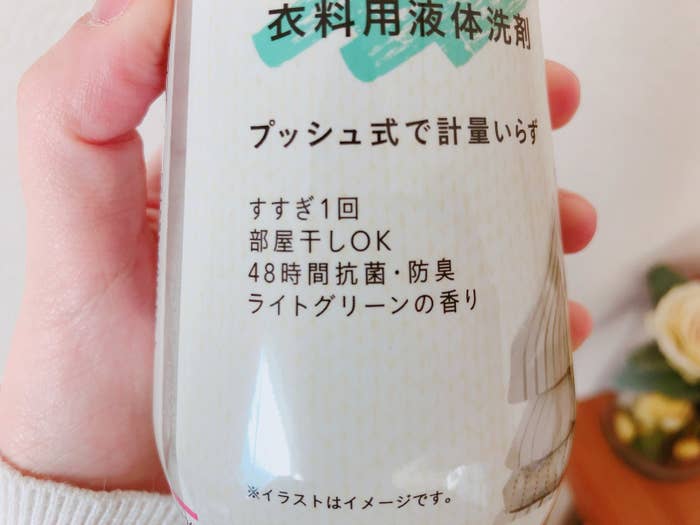 衣料用液体洗剤
プッシュ式で計量いらず
すすぎ1回
部屋干しOK
48時間抗菌・防臭
ライトグリーンの香り
※イラストはイメージです。